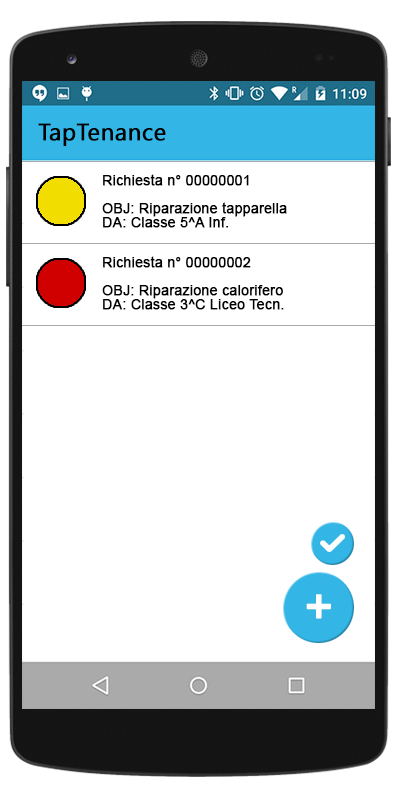 R 11:09
TapTenance
Richiesta n° 00000001
OBJ: Riparazione tapparella
DA: Classe 5^A Inf.
Richiesta n° 00000002
OBJ: Riparazione calorifero
DA: Classe 3^C Liceo Tecn.